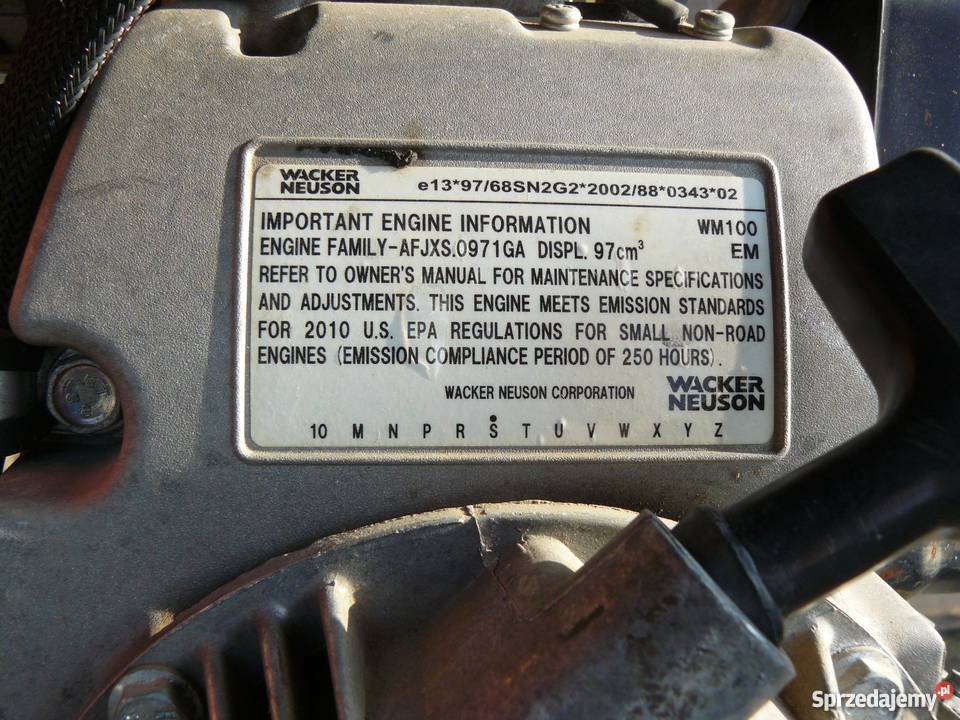 WACKER
NEUSON
e13*97/68SN2G2*2002/88*0343*02
IMPORTANT ENGINE INFORMATION WM100
ENGINE FAMILY-AFJXS.0971GA DISPL. 97cm³ EM
REFER TO OWNER'S MANUAL FOR MAINTENANCE SPECIFICATIONS
AND ADJUSTMENTS. THIS ENGINE MEETS EMISSION STANDARDS
FOR 2010 U.S. EPA REGULATIONS FOR SMALL NON-ROAD
ENGINES (EMISSION COMPLIANCE PERIOD OF 250 HOURS).
WACKER NEUSON CORPORATION
WACKER
NEUSON
10 M N P R S T U V W X Y Z
Sprzedajemy.pl